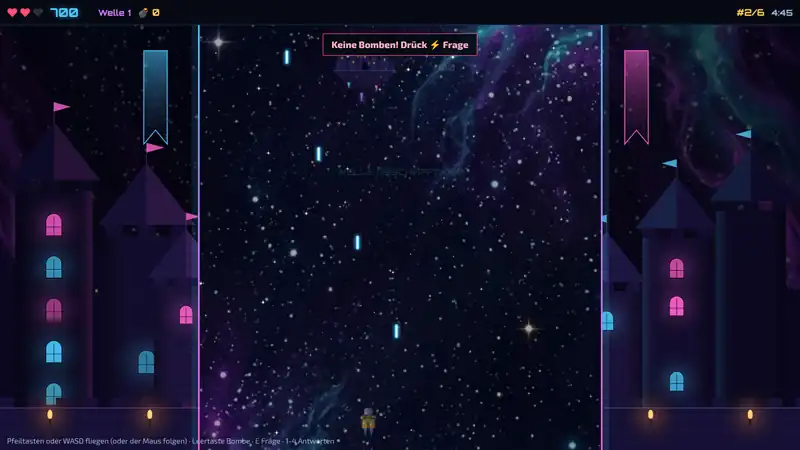 700 Welle 1 0 #2/6 4:45
Keine Bomben! Drück ⚡ Frage
Pfeiltasten oder WASD fliegen (oder der Maus folgen) · Leertaste Bombe · E Frage · 1-4 Antworten